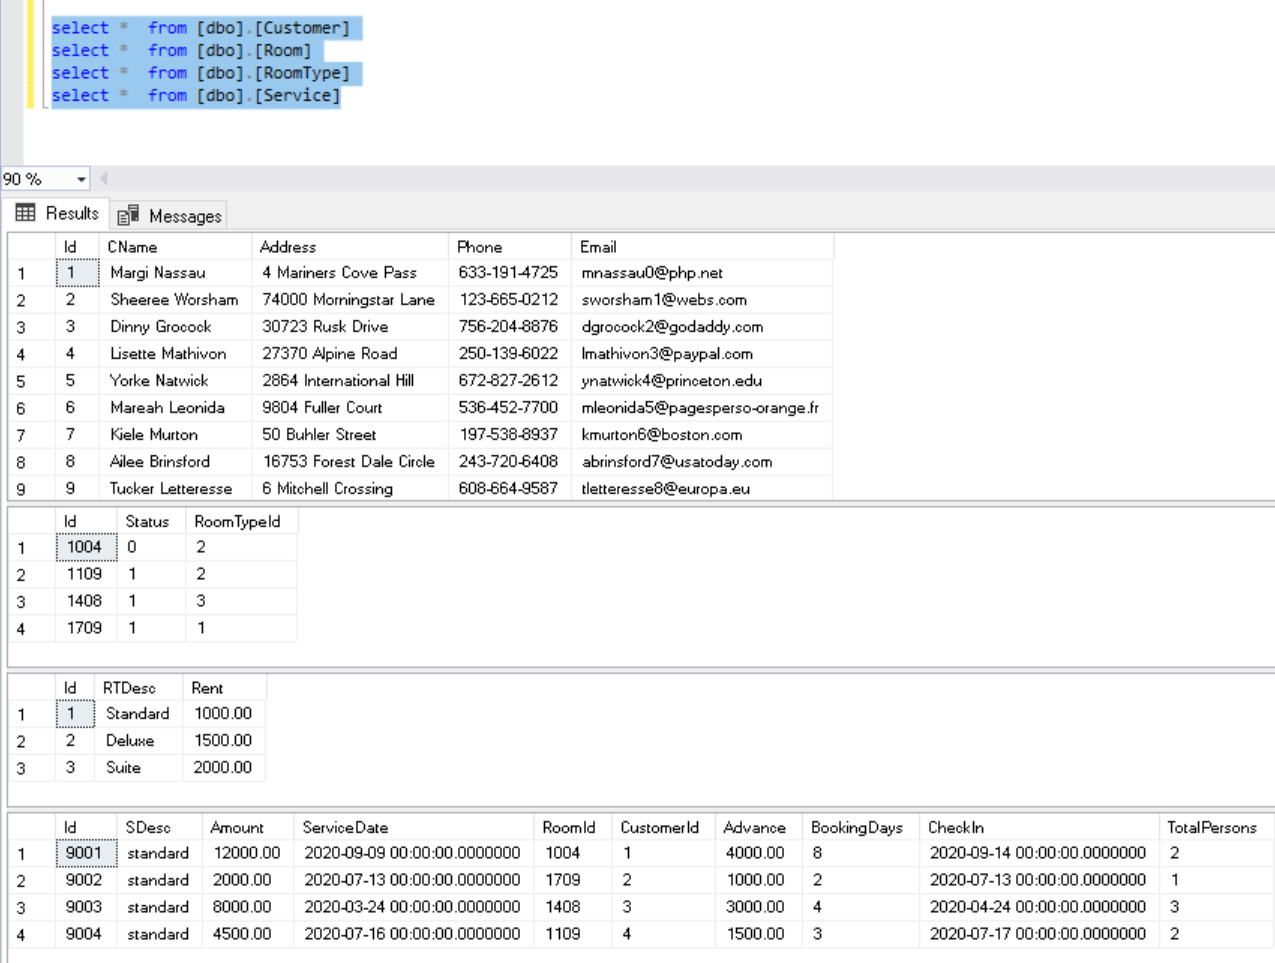 select * from [dbo].[Customer]
select * from [dbo].[Room]
select * from [dbo].[RoomType]
select * from [dbo].[Service]
90 %
Results Messages
Id CName Address Phone Email
1 1 Margi Nassau 4 Mariners Cove Pass 633-191-4725 mnassau0@php.net
2 2 Sheeree Worsham 74000 Morningstar Lane 123-665-0212 sworsham1@webs.com
3 3 Dinny Grocock 30723 Rusk Drive 756-204-8876 dgrocock2@godaddy.com
4 4 Lisette Mathivon 27370 Alpine Road 250-139-6022 lmathivon3@paypal.com
5 5 Yorke Natwick 2864 International Hill 672-827-2612 ynatwick4@princeton.edu
6 6 Mareah Leonida 9804 Fuller Court 536-452-7700 mleonida5@pagesperso-orange.fr
7 7 Kiele Murton 50 Buhler Street 197-538-8937 kmurton6@boston.com
8 8 Ailee Brinsford 16753 Forest Dale Circle 243-720-6408 abrinsford7@usatoday.com
9 9 Tucker Letteresse 6 Mitchell Crossing 608-664-9587 tletteresse8@europa.eu
Id Status RoomTypeId
1 1004 0 2
2 1109 1 2
3 1408 1 3
4 1709 1 1
Id RTDesc Rent
1 1 Standard 1000.00
2 2 Deluxe 1500.00
3 3 Suite 2000.00
Id SDesc Amount ServiceDate RoomId CustomerId Advance BookingDays CheckIn TotalPersons
1 9001 standard 12000.00 2020-09-09 00:00:00.0000000 1004 1 4000.00 8 2020-09-14 00:00:00.0000000 2
2 9002 standard 2000.00 2020-07-13 00:00:00.0000000 1709 2 1000.00 2 2020-07-13 00:00:00.0000000 1
3 9003 standard 8000.00 2020-03-24 00:00:00.0000000 1408 3 3000.00 4 2020-04-24 00:00:00.0000000 3
4 9004 standard 4500.00 2020-07-16 00:00:00.0000000 1109 4 1500.00 3 2020-07-17 00:00:00.0000000 2